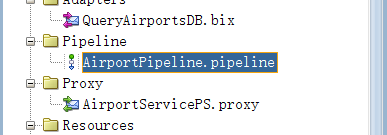 Adapters
QueryAirportsDB.bix
Pipeline
AirportPipeline.pipeline
Proxy
AirportServicePS.proxy
Resources